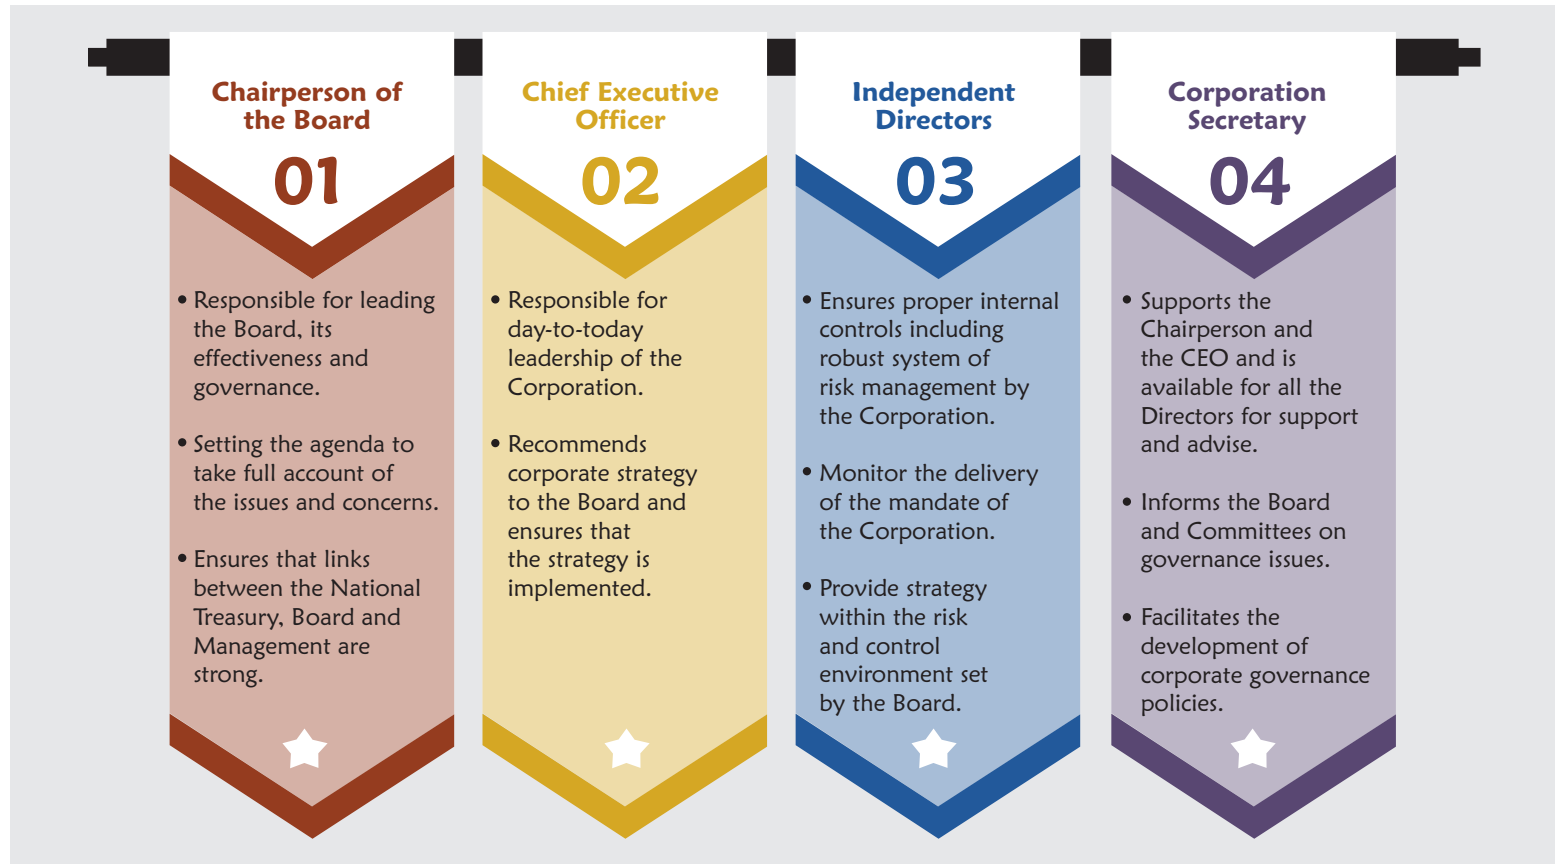 Chairperson of
the Board
01
• Responsible for leading
the Board, its
effectiveness and
governance.
• Setting the agenda to
take full account of
the issues and concerns.
• Ensures that links
between the National
Treasury, Board and
Management are
strong.
Chief Executive
Officer
02
• Responsible for
day-to-today
leadership of the
Corporation.
• Recommends
corporate strategy
to the Board and
ensures that
the strategy is
implemented.
Independent
Directors
03
• Ensures proper internal
controls including
robust system of
risk management by
the Corporation.
• Monitor the delivery
of the mandate of
the Corporation.
• Provide strategy
within the risk
and control
environment set
by the Board.
Corporation
Secretary
04
• Supports the
Chairperson and
the CEO and is
available for all the
Directors for support
and advise.
• Informs the Board
and Committees on
governance issues.
• Facilitates the
development of
corporate governance
policies.